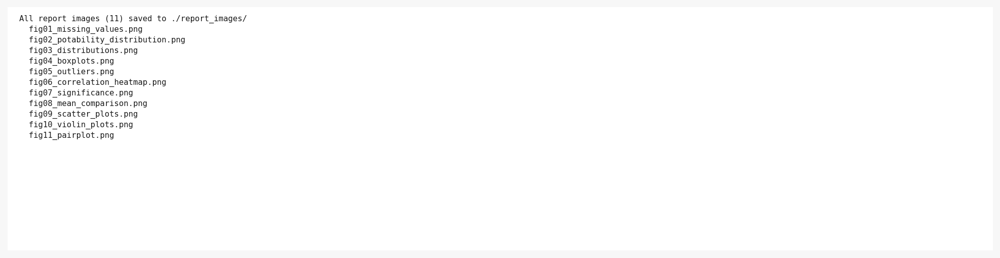 All report images (11) saved to ./report_images/
  fig01_missing_values.png
  fig02_potability_distribution.png
  fig03_distributions.png
  fig04_boxplots.png
  fig05_outliers.png
  fig06_correlation_heatmap.png
  fig07_significance.png
  fig08_mean_comparison.png
  fig09_scatter_plots.png
  fig10_violin_plots.png
  fig11_pairplot.png